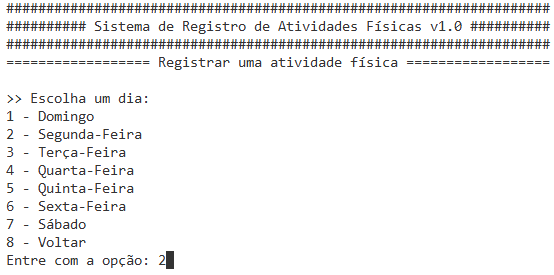 ####################################################################
########## Sistema de Registro de Atividades Físicas v1.0 ##########
####################################################################
================== Registrar uma atividade física ==================
>> Escolha um dia:
1 - Domingo
2 - Segunda-Feira
3 - Terça-Feira
4 - Quarta-Feira
5 - Quinta-Feira
6 - Sexta-Feira
7 - Sábado
8 - Voltar
Entre com a opção: 2